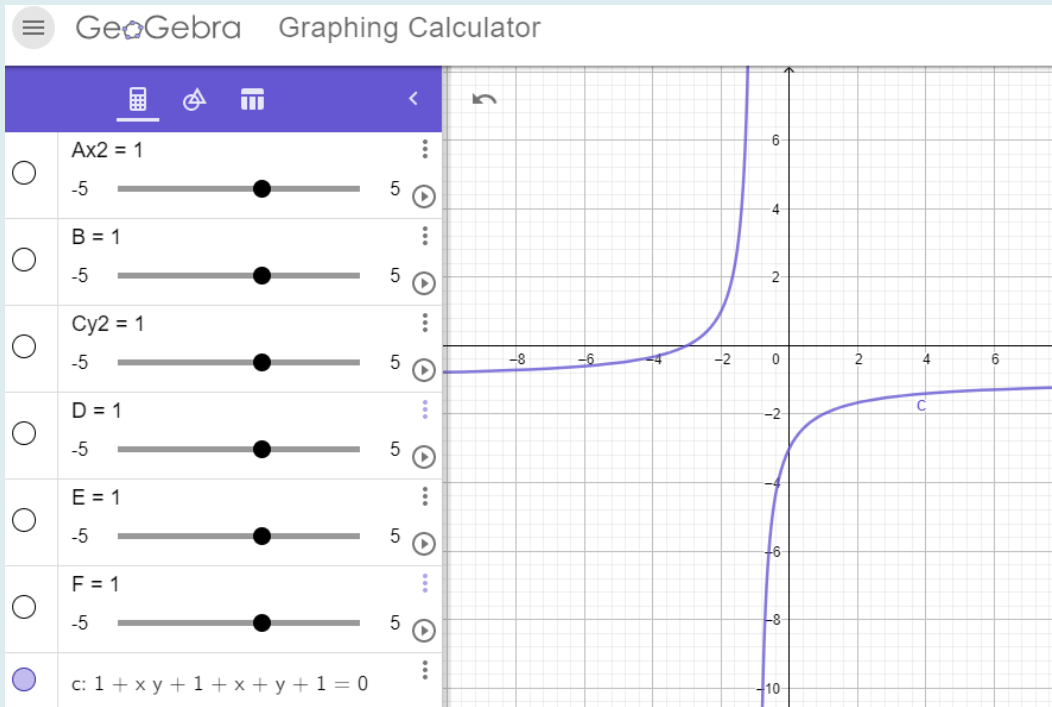 GeoGebra Graphing Calculator
Ax2 = 1
-5 5
B = 1
-5 5
Cy2 = 1
-5 5
D = 1
-5 5
E = 1
-5 5
F = 1
-5 5
c: 1 + x y + 1 + x + y + 1 = 0
6
4
2
−8 −6 −4 −2 0 2 4 6
c
−2
−4
−6
−8
−10